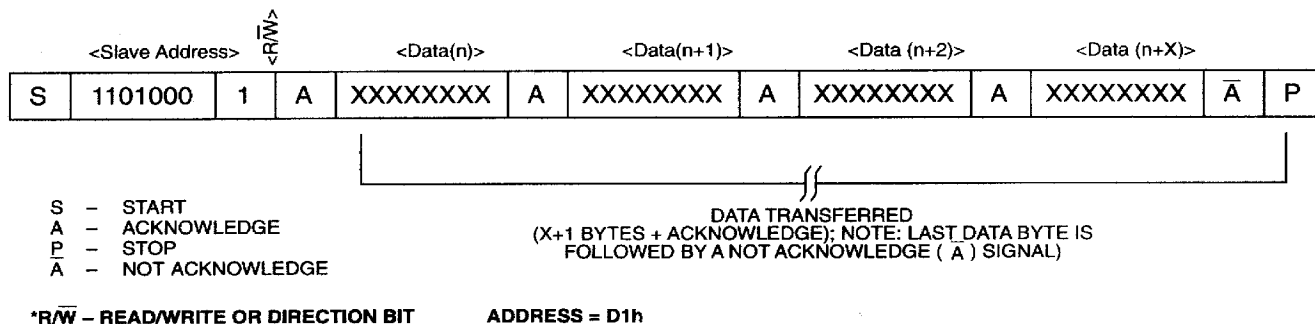 <Slave Address> <R/W̅> <Data(n)> <Data(n+1)> <Data (n+2)> <Data (n+X)>
S 1101000 1 A XXXXXXXX A XXXXXXXX A XXXXXXXX A XXXXXXXX A̅ P
S – START
A – ACKNOWLEDGE
P – STOP
A̅ – NOT ACKNOWLEDGE
DATA TRANSFERRED
(X+1 BYTES + ACKNOWLEDGE); NOTE: LAST DATA BYTE IS
FOLLOWED BY A NOT ACKNOWLEDGE ( A̅ ) SIGNAL)
*R/W̅ – READ/WRITE OR DIRECTION BIT ADDRESS = D1h